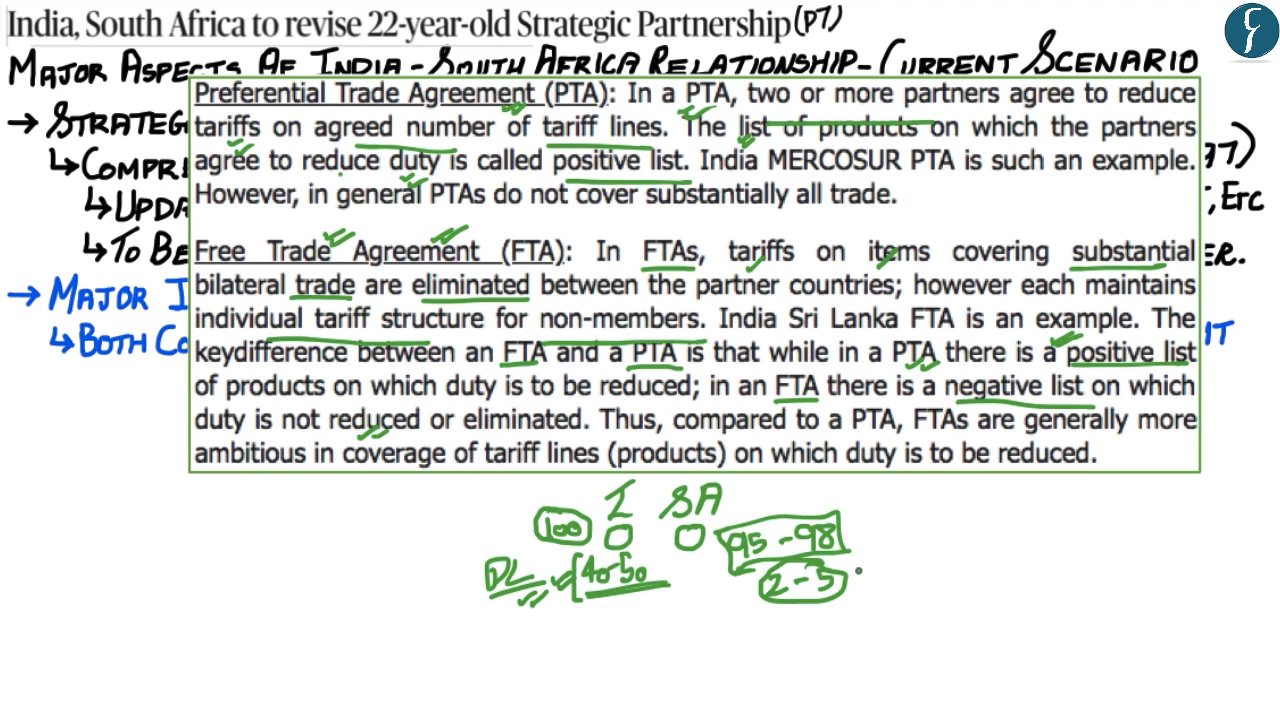 India, South Africa to revise 22-year-old Strategic Partnership (P7)
MAJOR ASPECTS OF INDIA - SOUTH AFRICA RELATIONSHIP - CURRENT SCENARIO
Preferential Trade Agreement (PTA): In a PTA, two or more partners agree to reduce
→ STRATEG
tariffs on agreed number of tariff lines. The list of products on which the partners
↳ COMPR
agree to reduce duty is called positive list. India MERCOSUR PTA is such an example.
However, in general PTAs do not cover substantially all trade.
↳ UPDA
, ETC
↳ TO BE
Free Trade Agreement (FTA): In FTAs, tariffs on items covering substantial
ER.
→ MAJOR I
bilateral trade are eliminated between the partner countries; however each maintains
individual tariff structure for non-members. India Sri Lanka FTA is an example. The
↳ BOTH CO
keydifference between an FTA and a PTA is that while in a PTA there is a positive list
of products on which duty is to be reduced; in an FTA there is a negative list on which
duty is not reduced or eliminated. Thus, compared to a PTA, FTAs are generally more
ambitious in coverage of tariff lines (products) on which duty is to be reduced.
I SA
100 0 0 95 - 98
PL 40-50 2 - 5